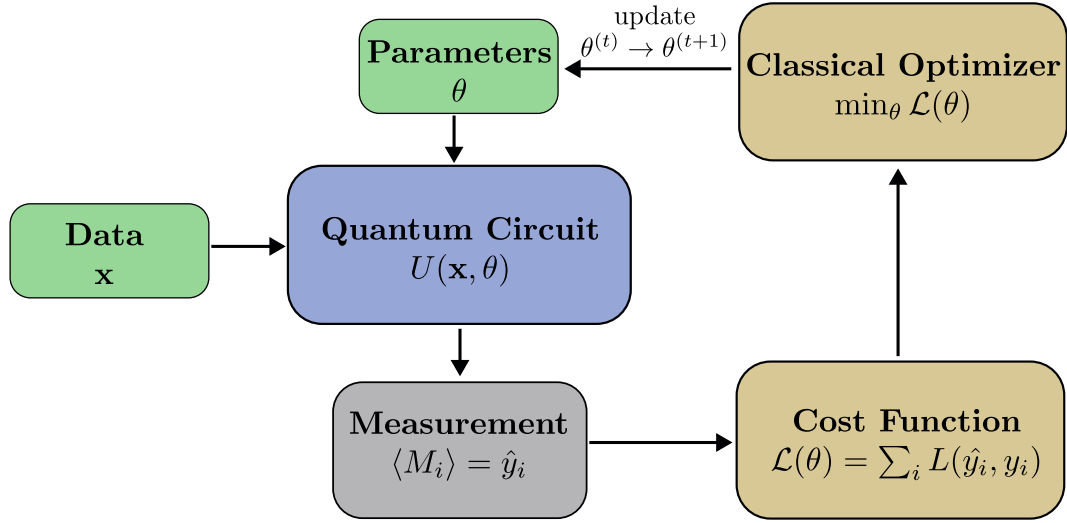 update
θ^(t) → θ^(t+1)
Parameters
θ
Classical Optimizer
min_θ ℒ(θ)
Data
x
Quantum Circuit
U(x, θ)
Measurement
⟨M_i⟩ = ŷ_i
Cost Function
ℒ(θ) = ∑_i L(ŷ_i, y_i)